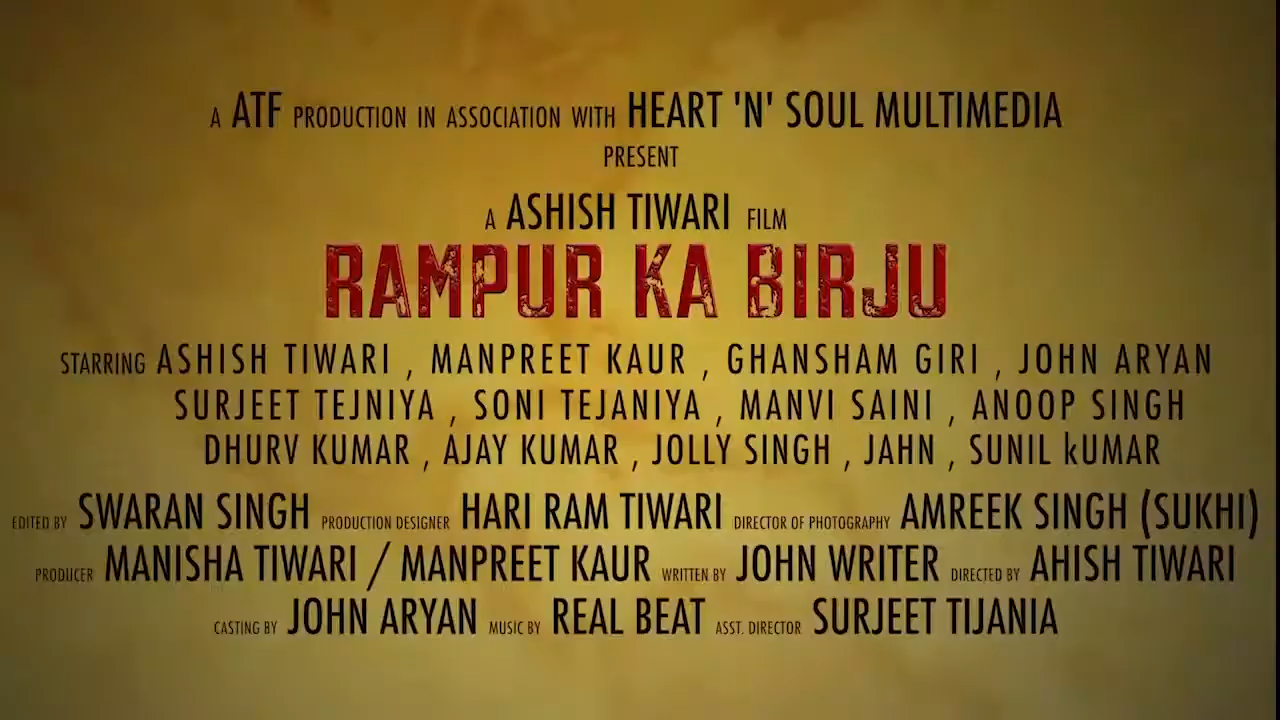 A ATF PRODUCTION IN ASSOCIATION WITH HEART 'N' SOUL MULTIMEDIA
PRESENT
A ASHISH TIWARI FILM
RAMPUR KA BIRJU
STARRING ASHISH TIWARI , MANPREET KAUR , GHANSHAM GIRI , JOHN ARYAN
SURJEET TEJNIYA , SONI TEJANIYA , MANVI SAINI , ANOOP SINGH
DHURV KUMAR , AJAY KUMAR , JOLLY SINGH , JAHN , SUNIL kUMAR
EDITED BY SWARAN SINGH PRODUCTION DESIGNER HARI RAM TIWARI DIRECTOR OF PHOTOGRAPHY AMREEK SINGH (SUKHI)
PRODUCER MANISHA TIWARI / MANPREET KAUR WRITTEN BY JOHN WRITER DIRECTED BY AHISH TIWARI
CASTING BY JOHN ARYAN MUSIC BY REAL BEAT ASST. DIRECTOR SURJEET TIJANIA